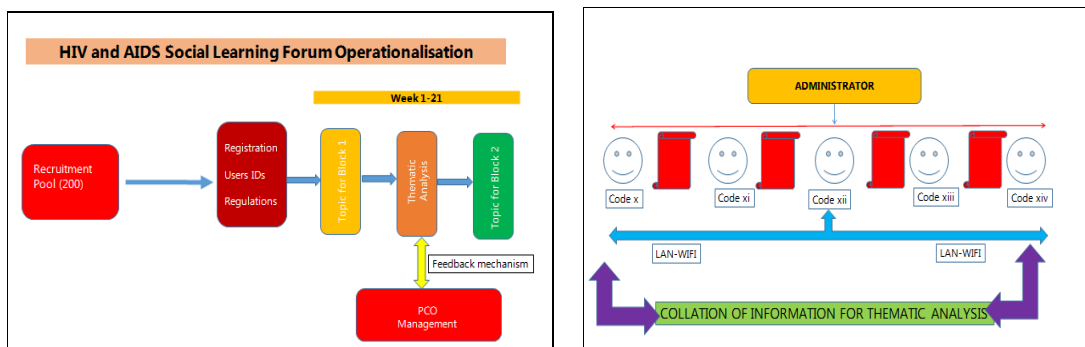 HIV and AIDS Social Learning Forum Operationalisation
Week 1-21
Recruitment
Pool (200)
Registration
Users IDs
Regulations
Topic for Block 1
Thematic
Analysis
Topic for Block 2
Feedback mechanism
PCO
Management
ADMINISTRATOR
Code x
Code xi
Code xii
Code xiii
Code xiv
LAN-WIFI
LAN-WIFI
COLLATION OF INFORMATION FOR THEMATIC ANALYSIS